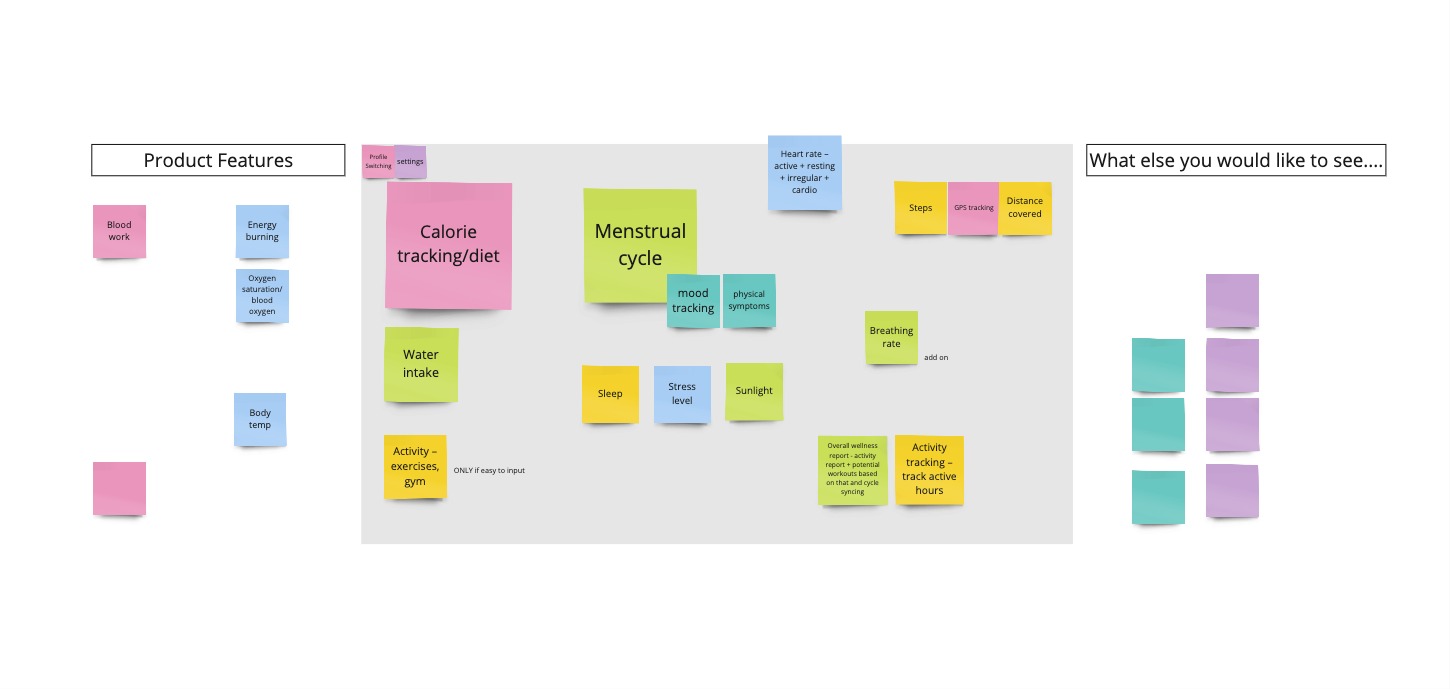 Product Features
Blood
work
Energy
burning
Oxygen
saturation/
blood
oxygen
Body
temp
Profile
Switching
settings
Calorie
tracking/diet
Water
intake
Activity –
exercises,
gym
ONLY if easy to input
Menstrual
cycle
mood
tracking
physical
symptoms
Sleep
Stress
level
Sunlight
Heart rate –
active + resting
+ irregular +
cardio
Steps
GPS tracking
Distance
covered
Breathing
rate
add on
Overall wellness
report - activity
report + potential
workouts based
on that and cycle
syncing
Activity
tracking –
track active
hours
What else you would like to see....